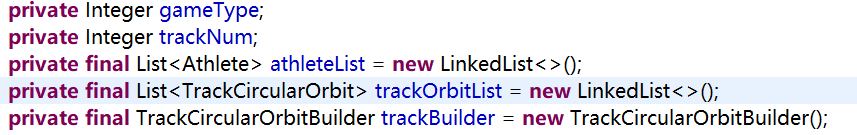 private Integer gameType;
private Integer trackNum;
private final List<Athlete> athleteList = new LinkedList<>();
private final List<TrackCircularOrbit> trackOrbitList = new LinkedList<>();
private final TrackCircularOrbitBuilder trackBuilder = new TrackCircularOrbitBuilder();